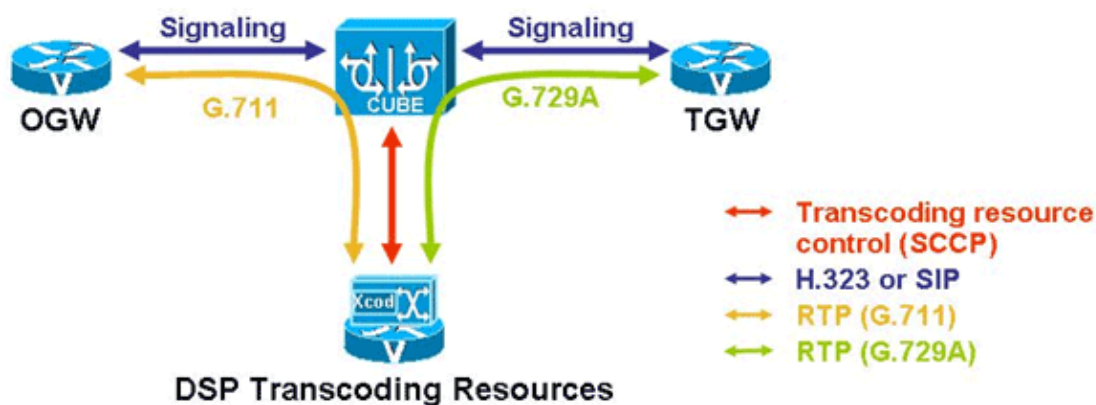 Signaling
Signaling
CUBE
G.711
G.729A
OGW
TGW
V
V
Transcoding resource
control (SCCP)
H.323 or SIP
Xcod
RTP (G.711)
V
RTP (G.729A)
DSP Transcoding Resources